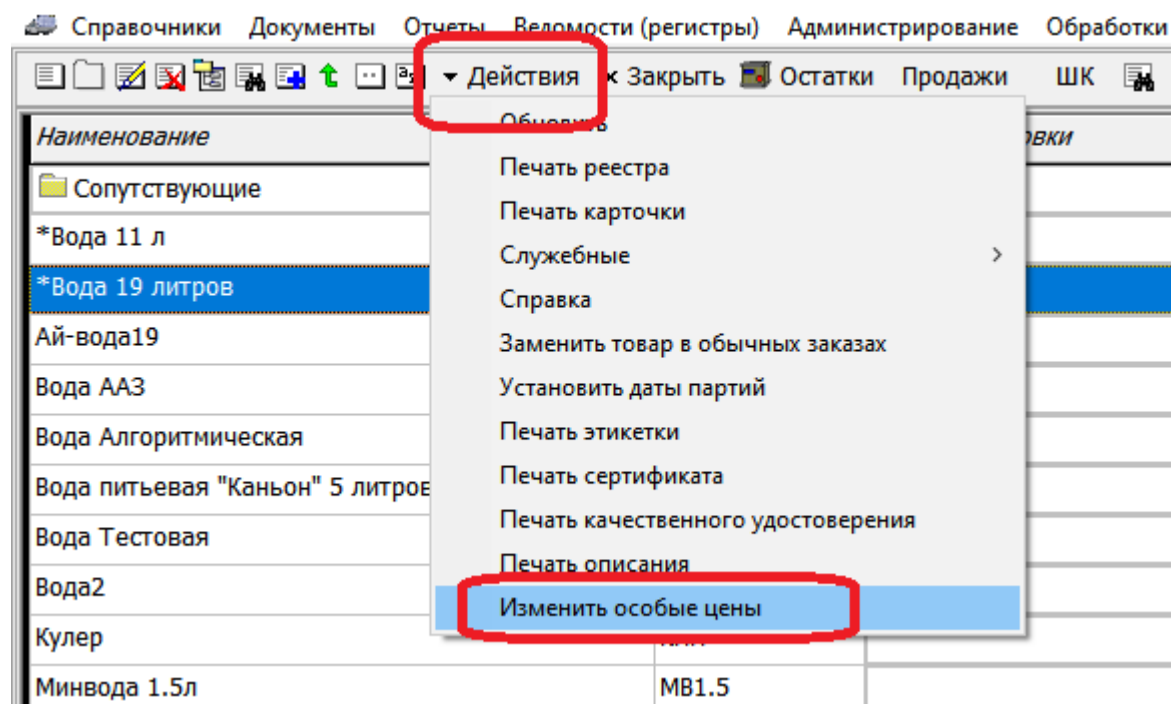 Справочники Документы Отчеты Ведомости (регистры) Администрирование Обработки
Действия Закрыть Остатки Продажи ШК
Наименование
Обновить
Сопутствующие
Печать реестра
Печать карточки
*Вода 11 л
Служебные
*Вода 19 литров
Справка
Ай-вода19
Заменить товар в обычных заказах
Вода ААЗ
Установить даты партий
Вода Алгоритмическая
Печать этикетки
Вода питьевая "Каньон" 5 литров
Печать сертификата
Вода Тестовая
Печать качественного удостоверения
Печать описания
Вода2
Изменить особые цены
Кулер
Минвода 1.5л МВ1.5